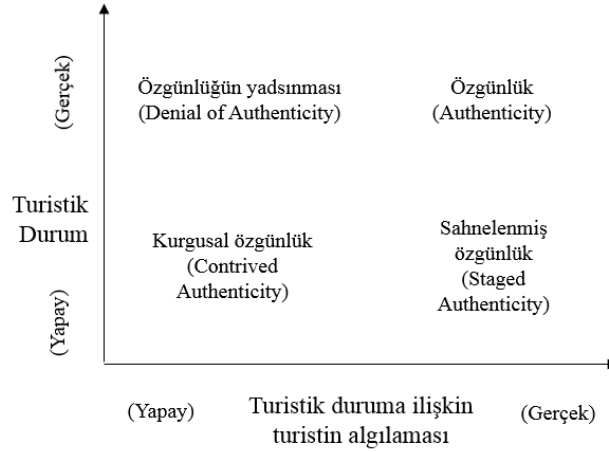 Özgünlüğün yadsınması
(Denial of Authenticity)
Özgünlük
(Authenticity)
(Gerçek)
Turistik
Durum
Kurgusal özgünlük
(Contrived
Authenticity)
Sahnelenmiş
özgünlük
(Staged
Authenticity)
(Yapay)
(Yapay)
Turistik duruma ilişkin
turistin algılaması
(Gerçek)